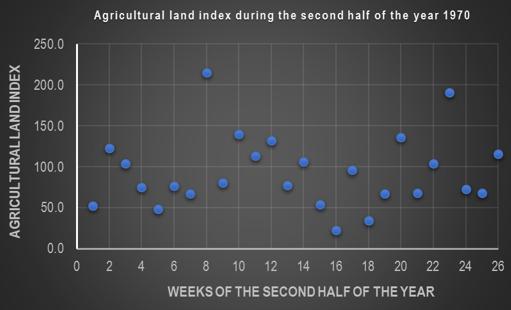 Agricultural land index during the second half of the year 1970
250.0
200.0
150.0
100.0
50.0
0.0
AGRICULTURAL LAND INDEX
0 2 4 6 8 10 12 14 16 18 20 22 24 26
WEEKS OF THE SECOND HALF OF THE YEAR